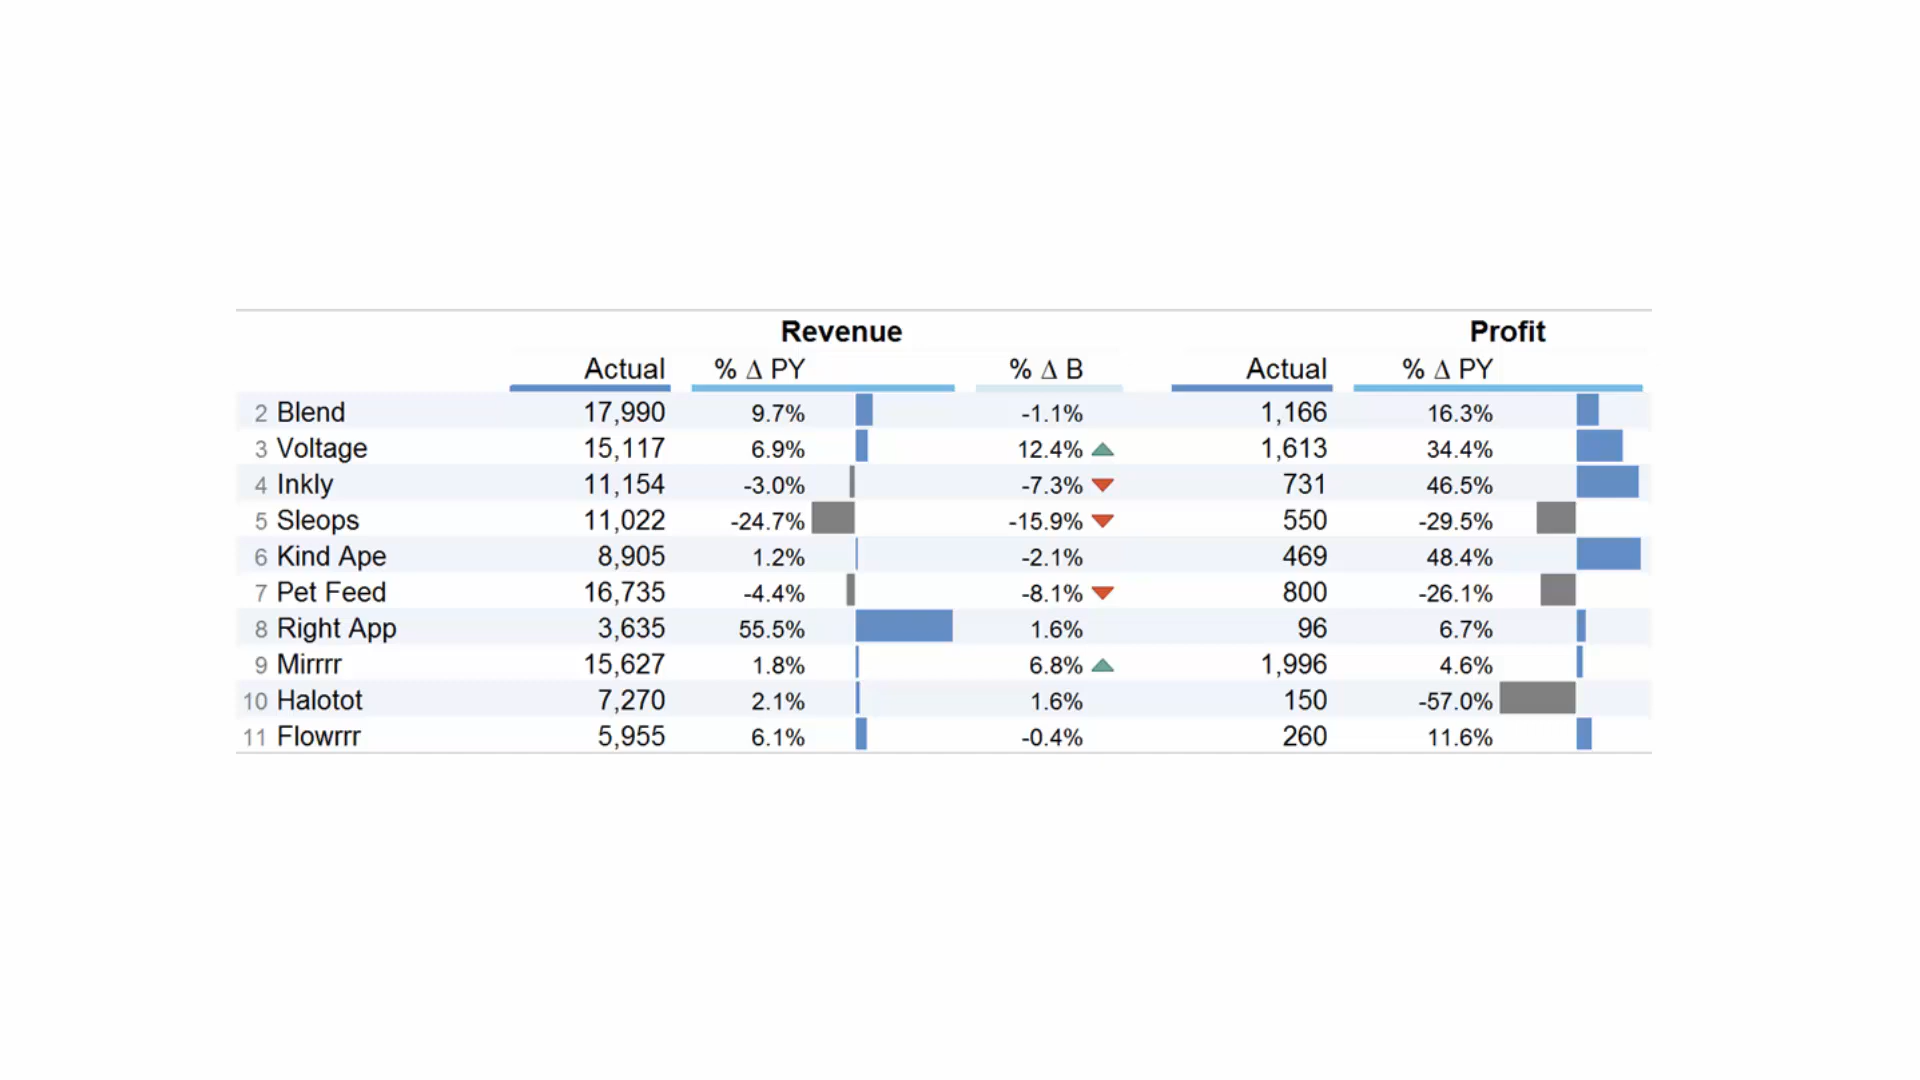 Revenue Profit
Actual % Δ PY % Δ B Actual % Δ PY
2 Blend 17,990 9.7% -1.1% 1,166 16.3%
3 Voltage 15,117 6.9% 12.4% 1,613 34.4%
4 Inkly 11,154 -3.0% -7.3% 731 46.5%
5 Sleops 11,022 -24.7% -15.9% 550 -29.5%
6 Kind Ape 8,905 1.2% -2.1% 469 48.4%
7 Pet Feed 16,735 -4.4% -8.1% 800 -26.1%
8 Right App 3,635 55.5% 1.6% 96 6.7%
9 Mirrrr 15,627 1.8% 6.8% 1,996 4.6%
10 Halotot 7,270 2.1% 1.6% 150 -57.0%
11 Flowrrr 5,955 6.1% -0.4% 260 11.6%